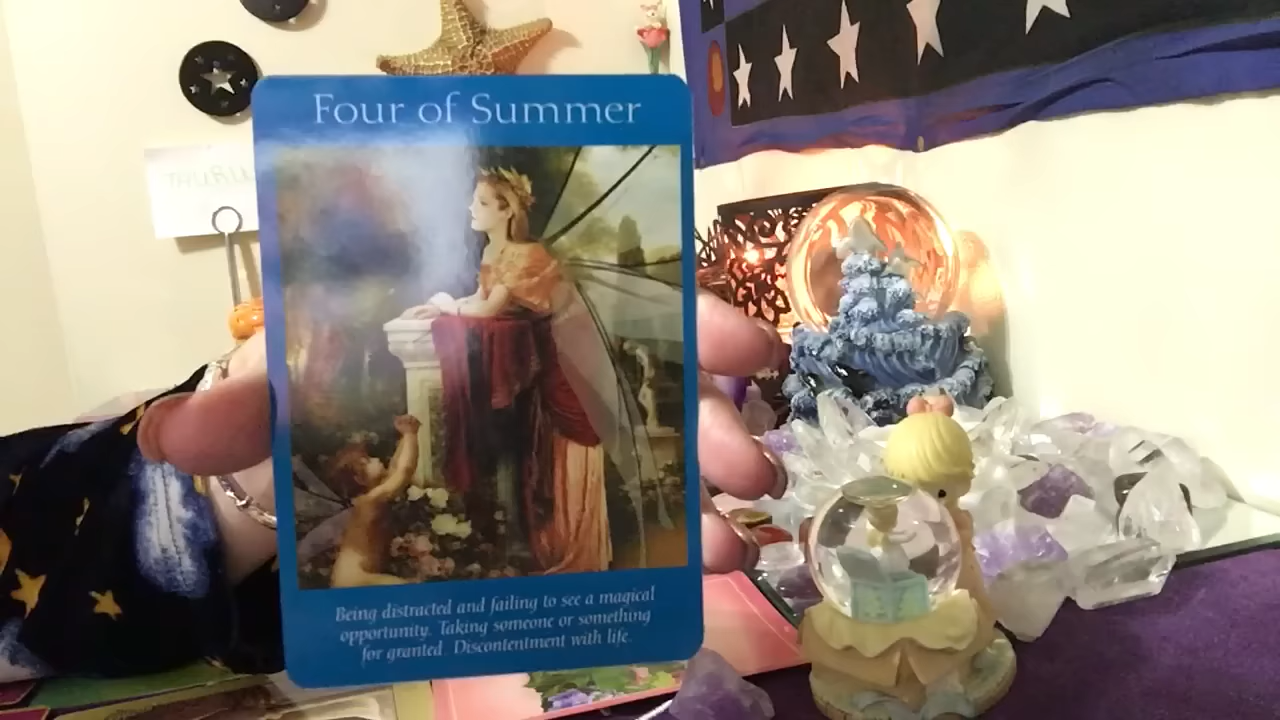 Four of Summer
TAURUS
Being distracted and failing to see a magical
opportunity. Taking someone or something
for granted. Discontentment with life.